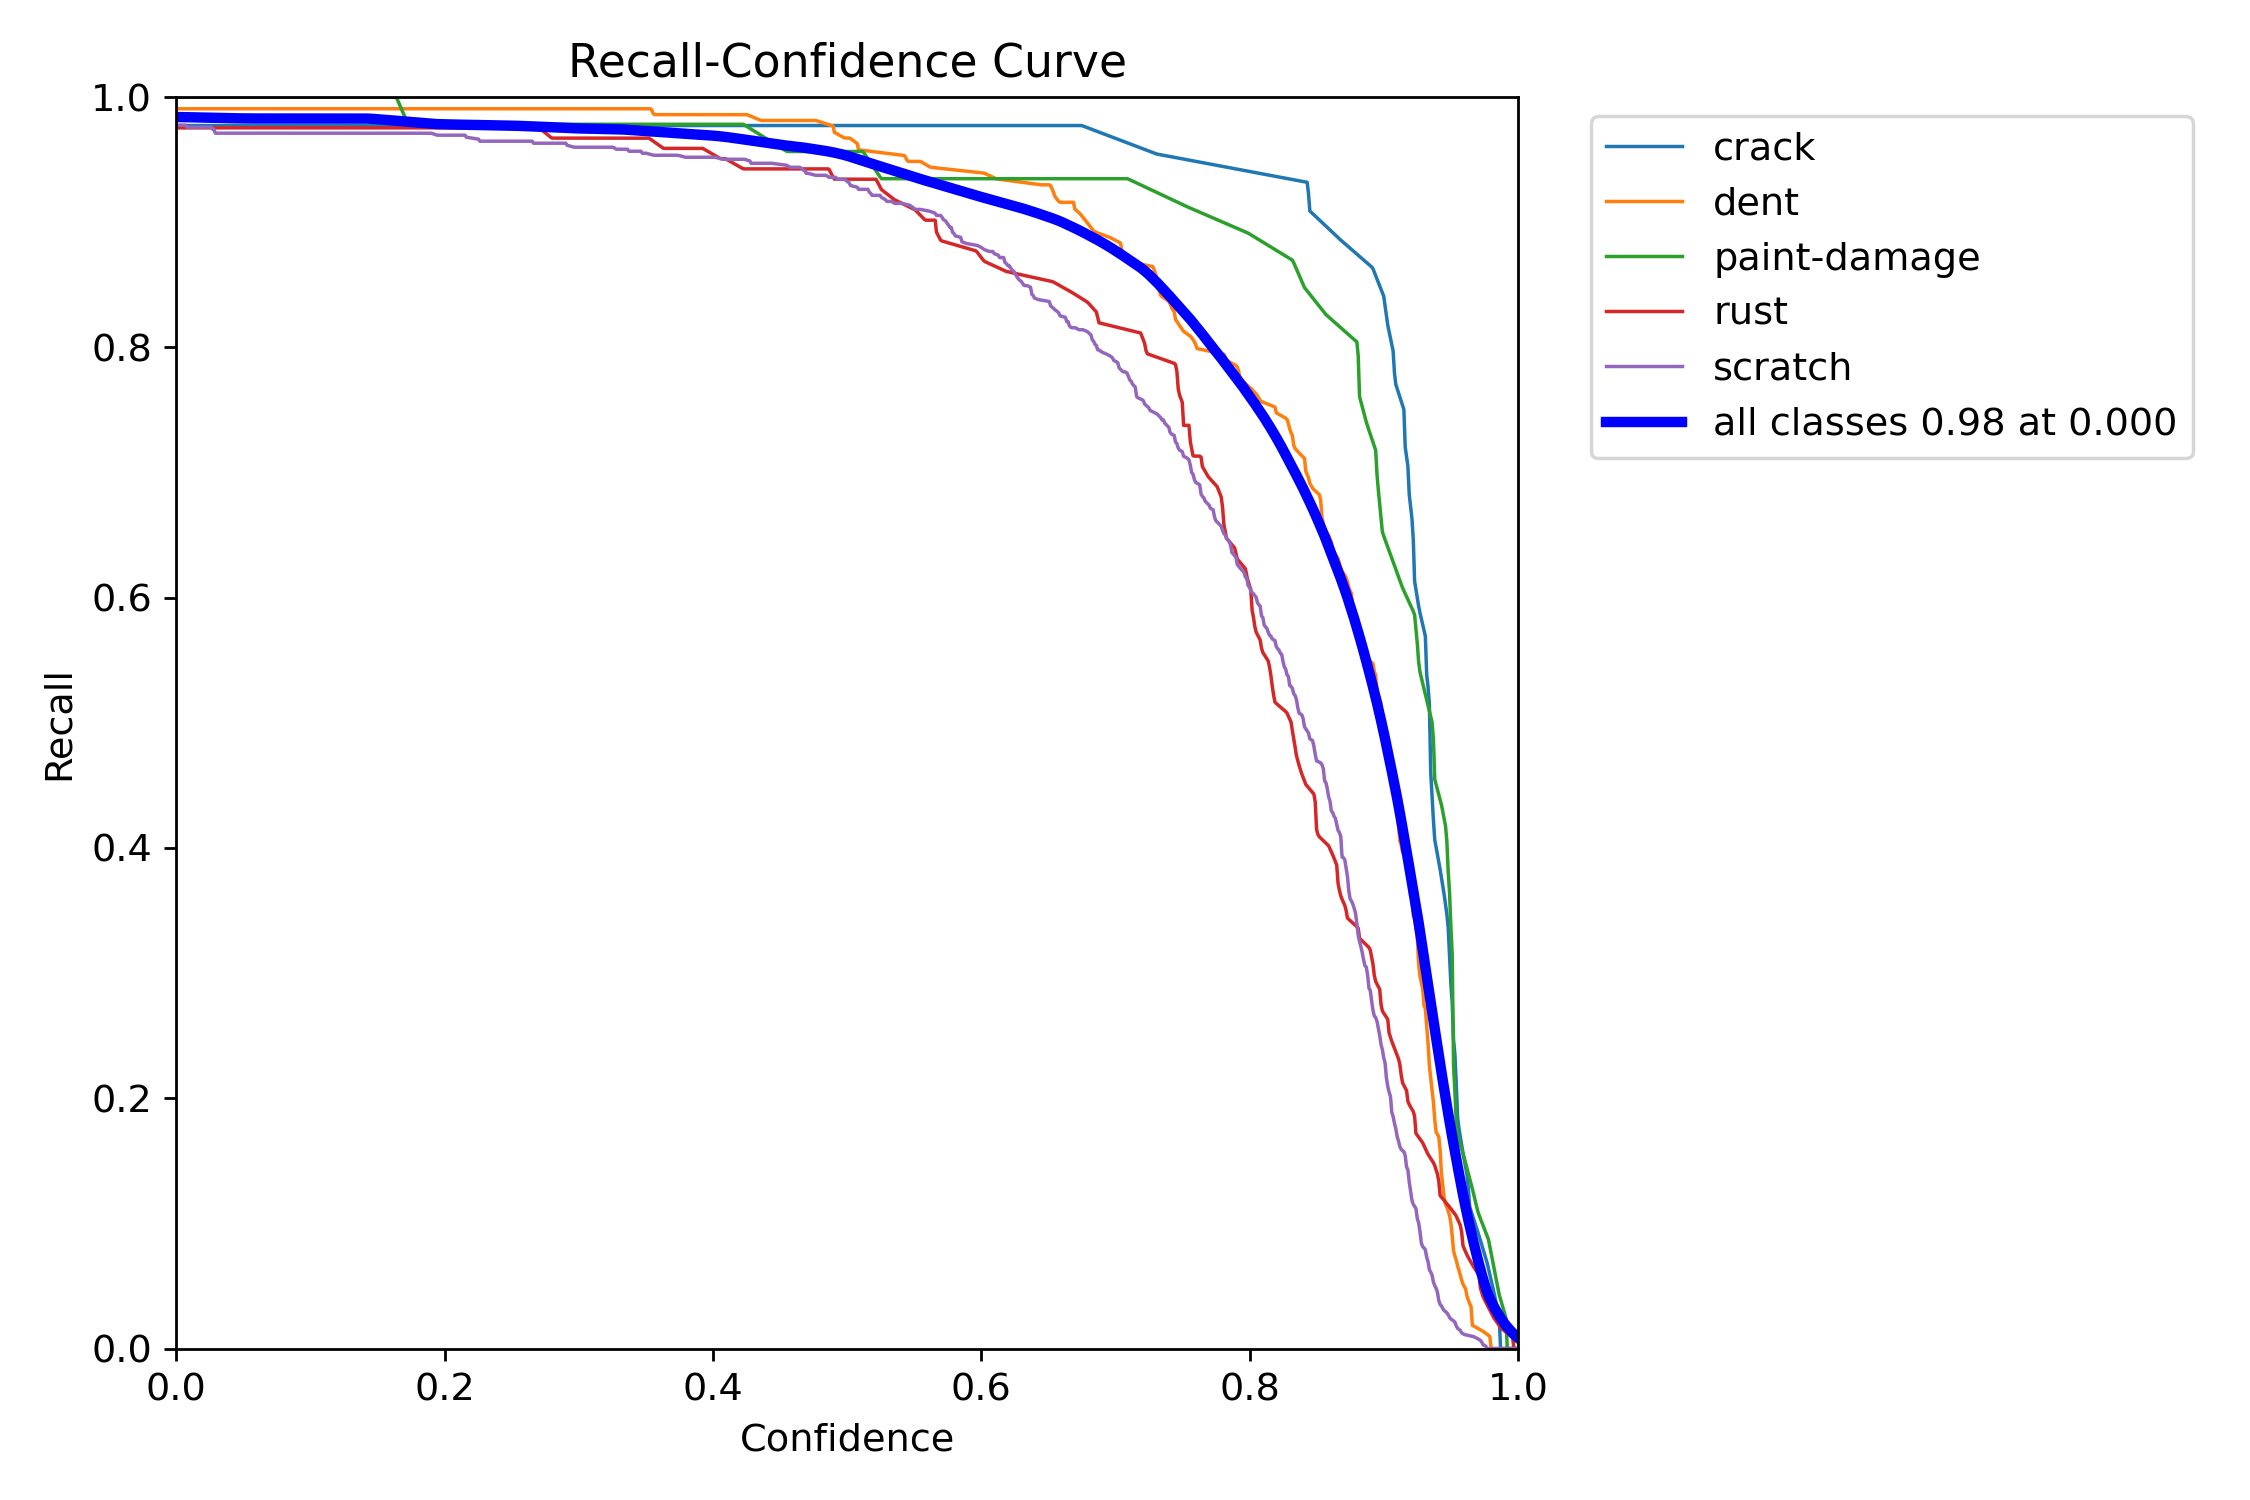 Recall-Confidence Curve
1.0
0.8
0.6
0.4
0.2
0.0
Recall
0.0 0.2 0.4 0.6 0.8 1.0
Confidence
crack
dent
paint-damage
rust
scratch
all classes 0.98 at 0.000